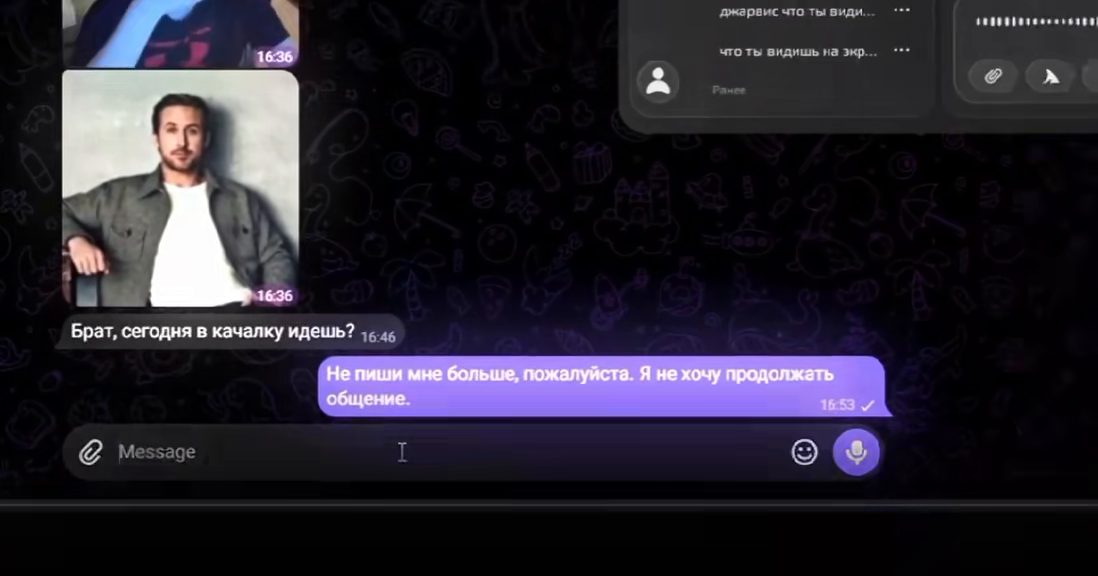 16:36
16:36
Брат, сегодня в качалку идешь? 16:46
Не пиши мне больше, пожалуйста. Я не хочу продолжать
общение. 16:53
Message
джарвис что ты види...
что ты видишь на экр...
Ранее